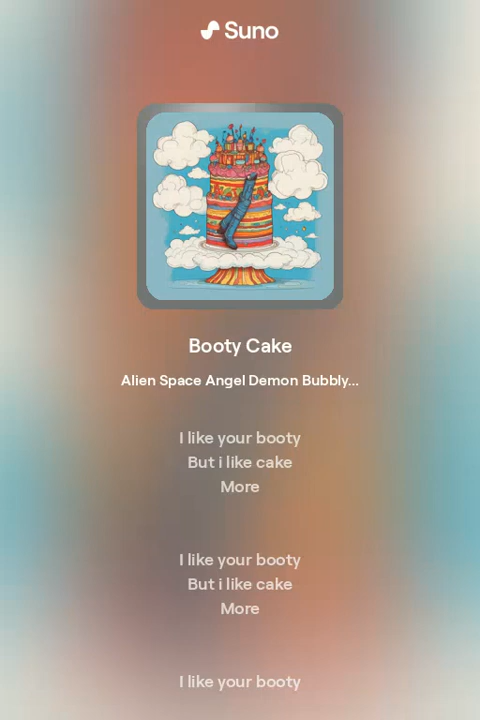 Suno
Booty Cake
Alien Space Angel Demon Bubbly...
I like your booty
But i like cake
More
I like your booty
But i like cake
More
I like your booty